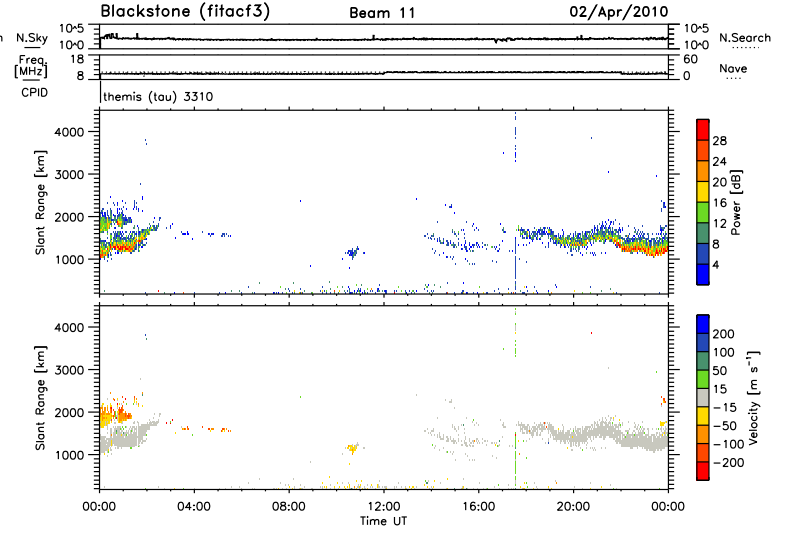 Blackstone (fitacf3) Beam 11 02/Apr/2010
n N.Sky 10^5 10^0 10^5 10^0 N.Search
Freq. [MHz] 18 8 60 0 Nave
CPID themis (tau) 3310
Slant Range [km]
4000
3000
2000
1000
28
24
20
16
12
8
4
Power [dB]
Slant Range [km]
4000
3000
2000
1000
200
100
50
15
-15
-50
-100
-200
Velocity [m s⁻¹]
00:00 04:00 08:00 12:00 16:00 20:00 00:00
Time UT